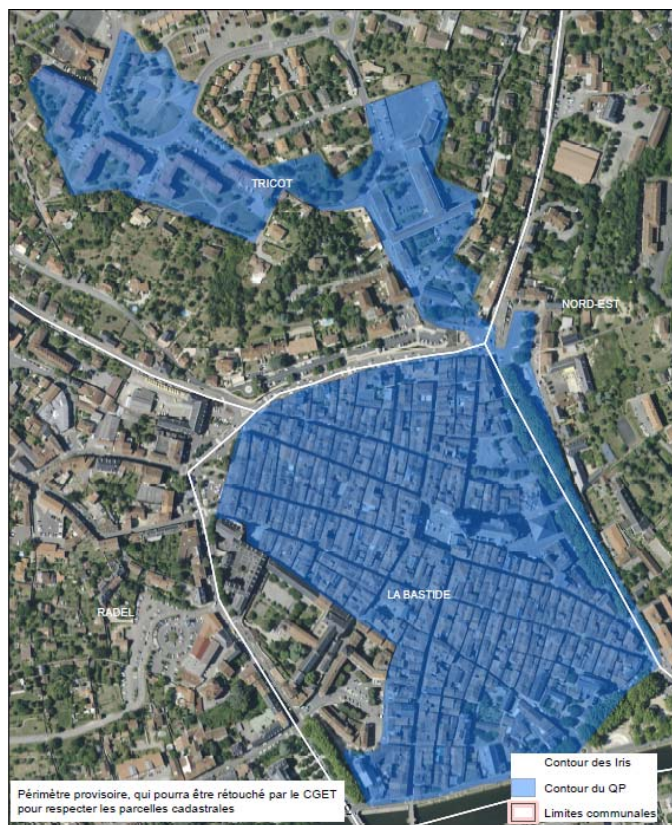 TRICOT
NORD-EST
LA BASTIDE
RADEL
Contour des Iris
Contour du QP
Limites communales
Périmètre provisoire, qui pourra être rétouché par le CGET
pour respecter les parcelles cadastrales